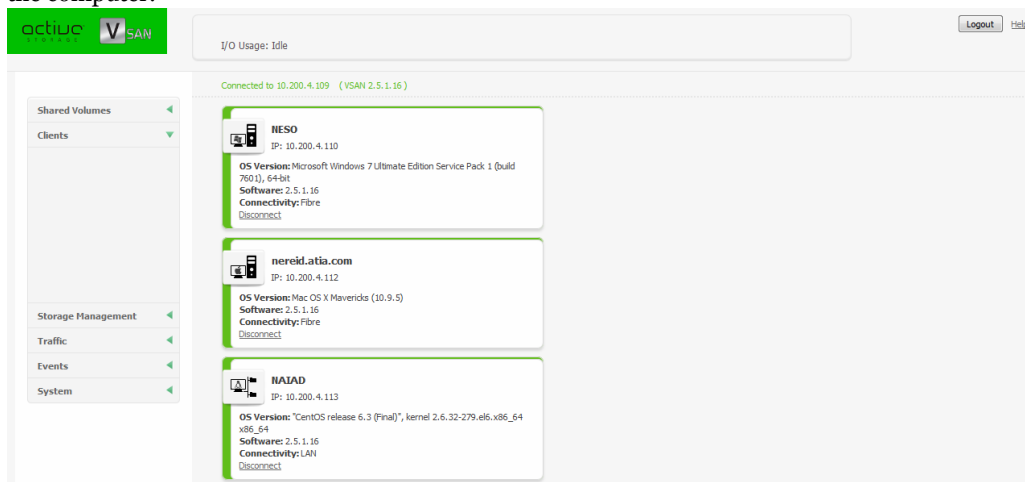 the computer.
active
STORAGE
V SAN
I/O Usage: Idle
Logout
Connected to 10.200.4.109 ( VSAN 2.5.1.16 )
Shared Volumes
Clients
Storage Management
Traffic
Events
System
NESO
IP: 10.200.4.110
OS Version: Microsoft Windows 7 Ultimate Edition Service Pack 1 (build
7601), 64-bit
Software: 2.5.1.16
Connectivity: Fibre
Disconnect
nereid.atia.com
IP: 10.200.4.112
OS Version: Mac OS X Mavericks (10.9.5)
Software: 2.5.1.16
Connectivity: Fibre
Disconnect
NAIAD
IP: 10.200.4.113
OS Version: "CentOS release 6.3 (Final)", kernel 2.6.32-279.el6.x86_64
x86_64
Software: 2.5.1.16
Connectivity: LAN
Disconnect